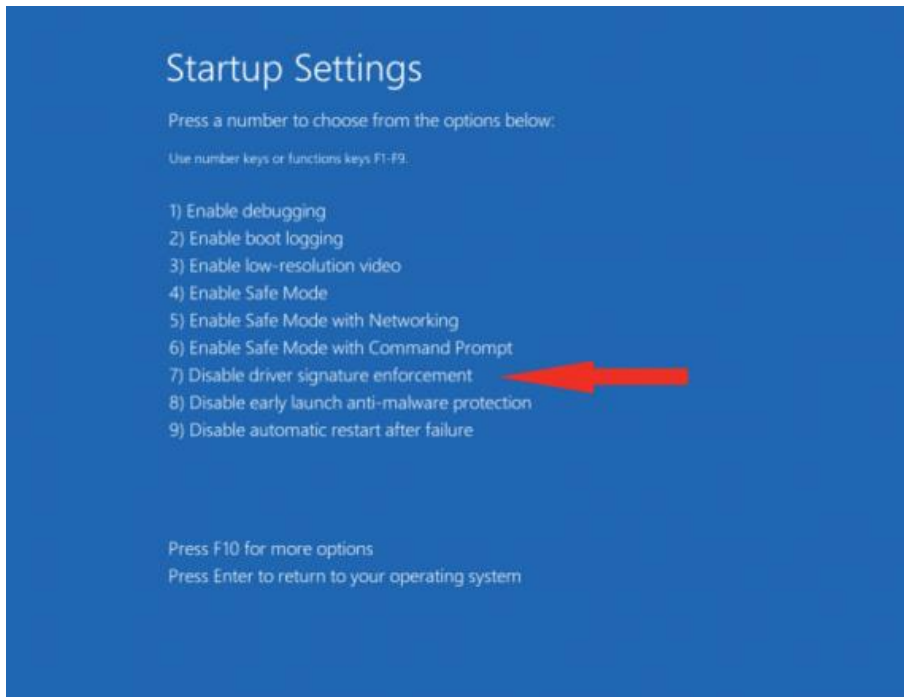 Startup Settings
Press a number to choose from the options below:
Use number keys or functions keys F1-F9.
1) Enable debugging
2) Enable boot logging
3) Enable low-resolution video
4) Enable Safe Mode
5) Enable Safe Mode with Networking
6) Enable Safe Mode with Command Prompt
7) Disable driver signature enforcement
8) Disable early launch anti-malware protection
9) Disable automatic restart after failure
Press F10 for more options
Press Enter to return to your operating system